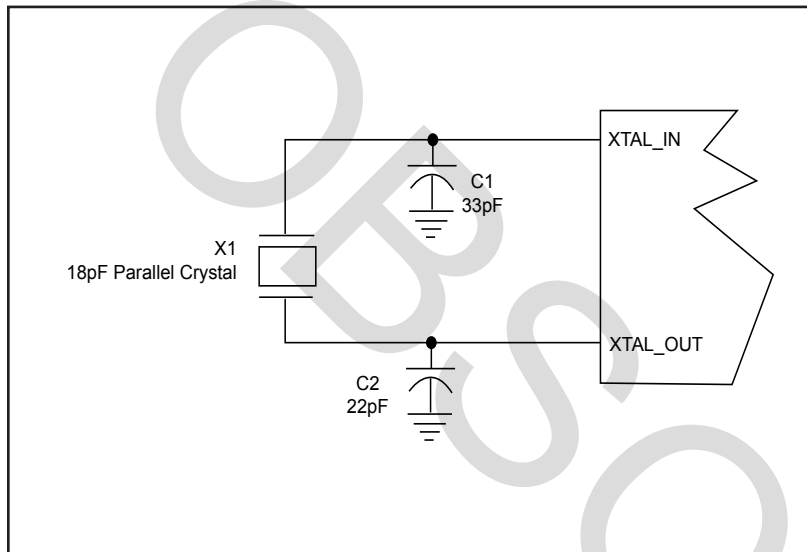 XTAL_IN
C1
33pF
X1
18pF Parallel Crystal
XTAL_OUT
C2
22pF
OBSO